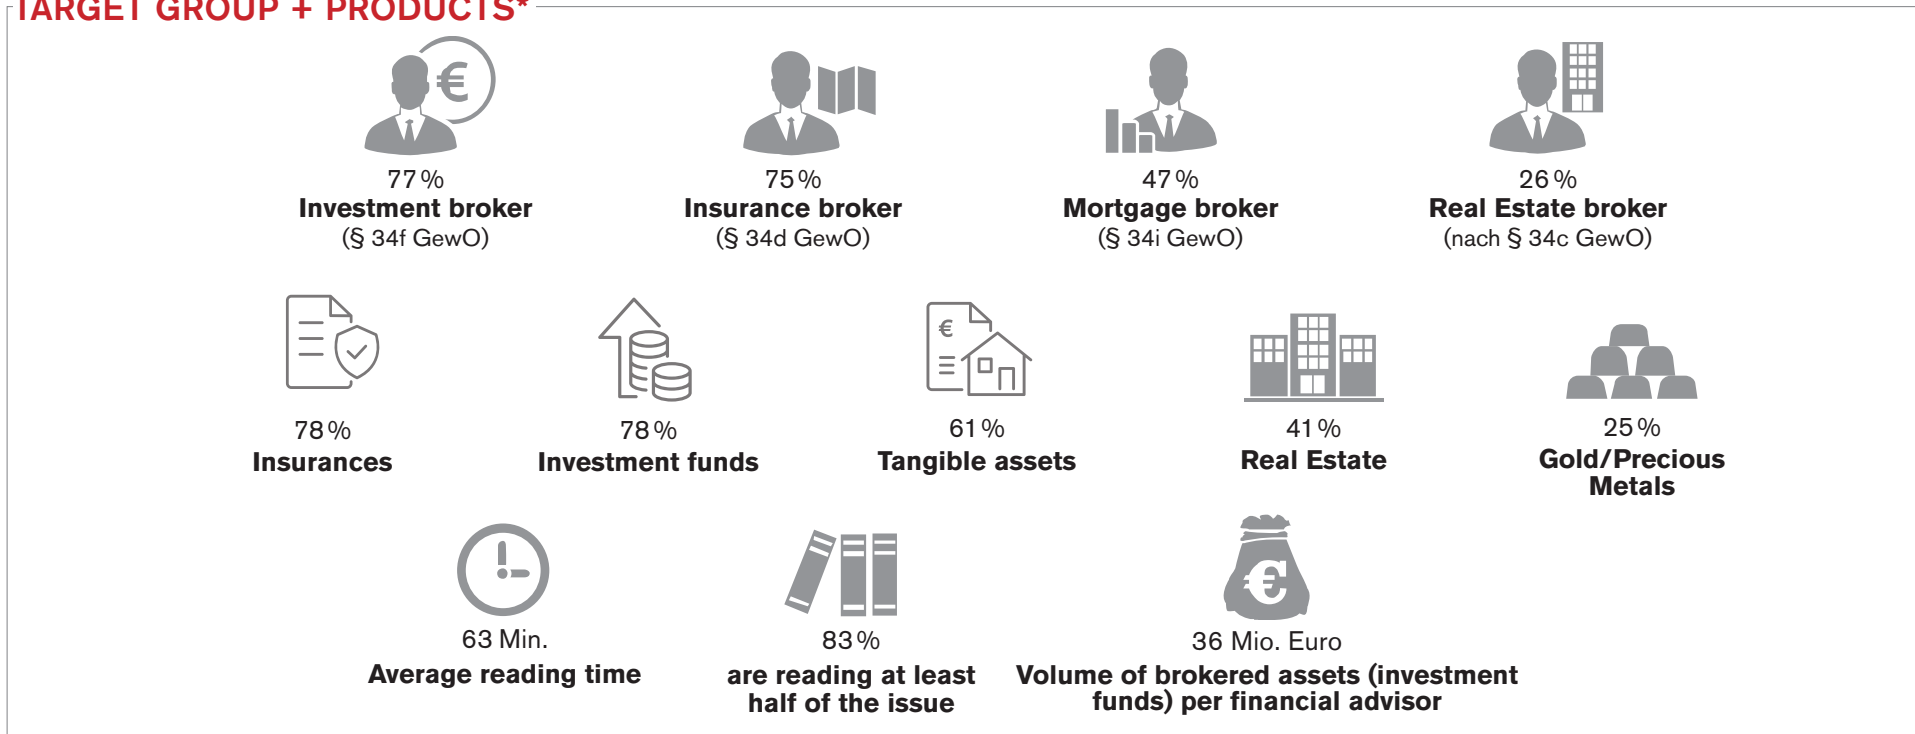 TARGET GROUP + PRODUCTS*
77 %
Investment broker
(§ 34f GewO)
75 %
Insurance broker
(§ 34d GewO)
47 %
Mortgage broker
(§ 34i GewO)
26 %
Real Estate broker
(nach § 34c GewO)
78 %
Insurances
78 %
Investment funds
61 %
Tangible assets
41 %
Real Estate
25 %
Gold/Precious
Metals
63 Min.
Average reading time
83 %
are reading at least
half of the issue
36 Mio. Euro
Volume of brokered assets (investment
funds) per financial advisor